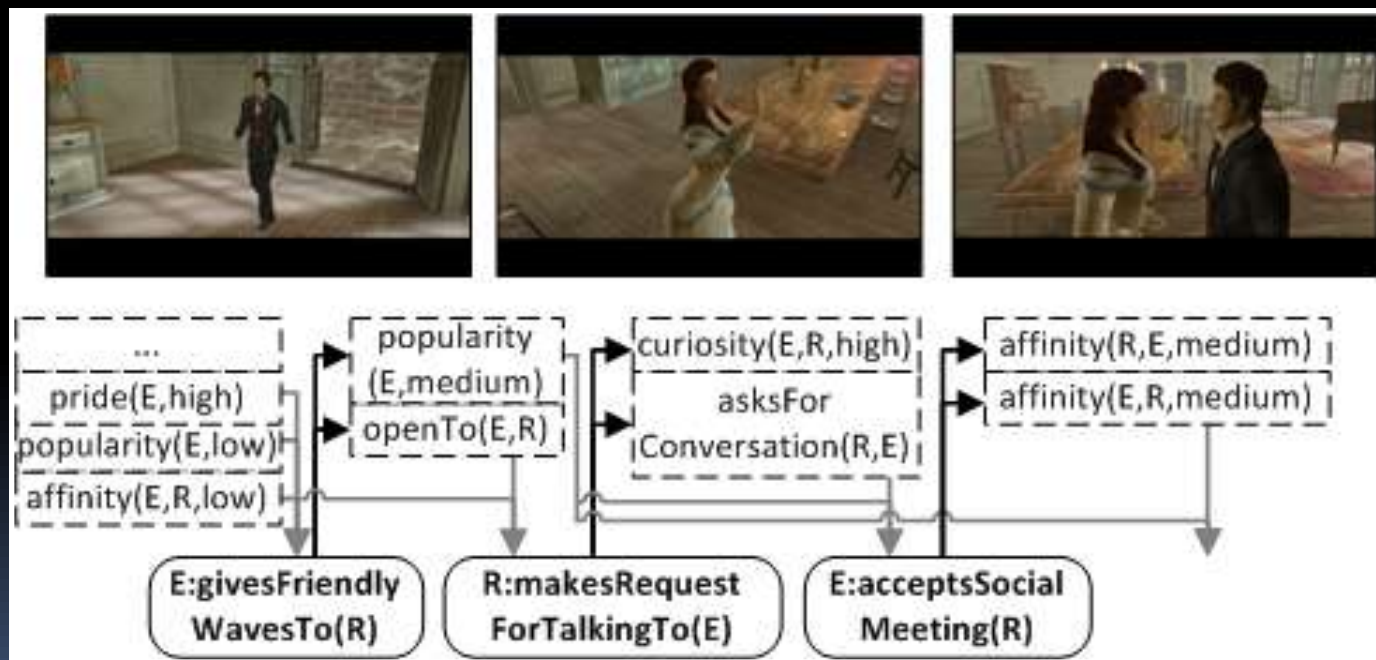 ...
pride(E,high)
popularity(E,low)
affinity(E,R,low)
popularity
(E,medium)
openTo(E,R)
curiosity(E,R,high)
asksFor
Conversation(R,E)
affinity(R,E,medium)
affinity(E,R,medium)
E:givesFriendly
WavesTo(R)
R:makesRequest
ForTalkingTo(E)
E:acceptsSocial
Meeting(R)